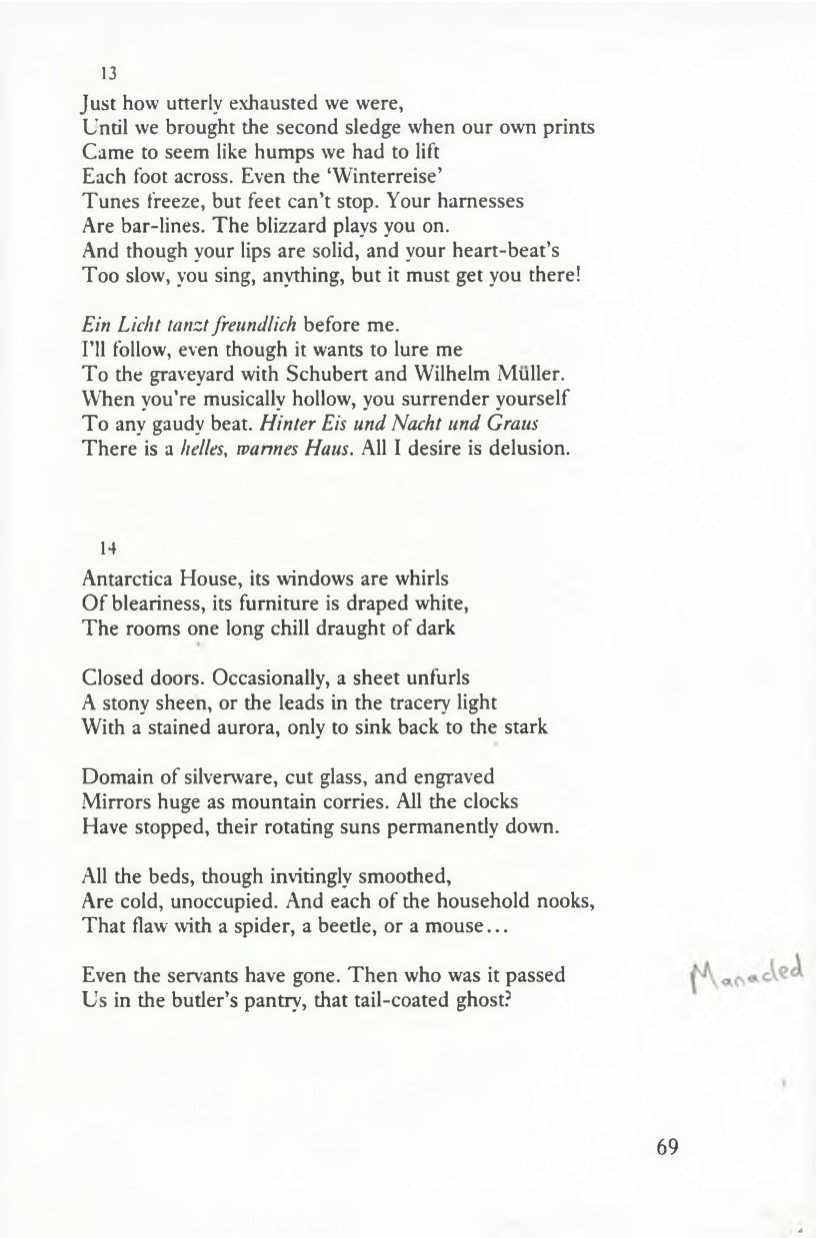 13
Just how utterly exhausted we were,
Until we brought the second sledge when our own prints
Came to seem like humps we had to lift
Each foot across. Even the ‘Winterreise’
Tunes freeze, but feet can’t stop. Your harnesses
Are bar-lines. The blizzard plays you on.
And though your lips are solid, and your heart-beat’s
Too slow, you sing, anything, but it must get you there!
Ein Licht tanzt freundlich before me.
I’ll follow, even though it wants to lure me
To the graveyard with Schubert and Wilhelm Müller.
When you’re musically hollow, you surrender yourself
To any gaudy beat. Hinter Eis und Nacht und Graus
There is a helles, warmes Haus. All I desire is delusion.
14
Antarctica House, its windows are whirls
Of bleariness, its furniture is draped white,
The rooms one long chill draught of dark
Closed doors. Occasionally, a sheet unfurls
A stony sheen, or the leads in the tracery light
With a stained aurora, only to sink back to the stark
Domain of silverware, cut glass, and engraved
Mirrors huge as mountain corries. All the clocks
Have stopped, their rotating suns permanently down.
All the beds, though invitingly smoothed,
Are cold, unoccupied. And each of the household nooks,
That flaw with a spider, a beetle, or a mouse...
Even the servants have gone. Then who was it passed
Us in the butler’s pantry, that tail-coated ghost?
Manacled
69